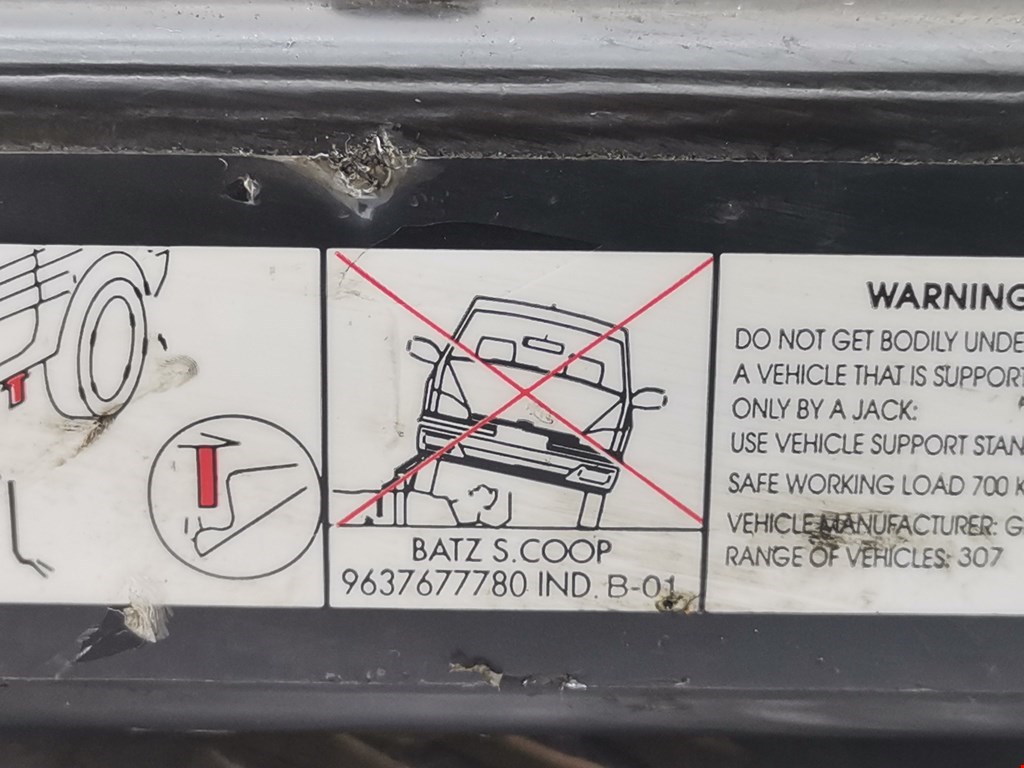 BATZ S.COOP
9637677780 IND. B-01
WARNING
DO NOT GET BODILY UNDE
A VEHICLE THAT IS SUPPORT
ONLY BY A JACK:
USE VEHICLE SUPPORT STAN
SAFE WORKING LOAD 700 K
VEHICLE MANUFACTURER: G
RANGE OF VEHICLES: 307